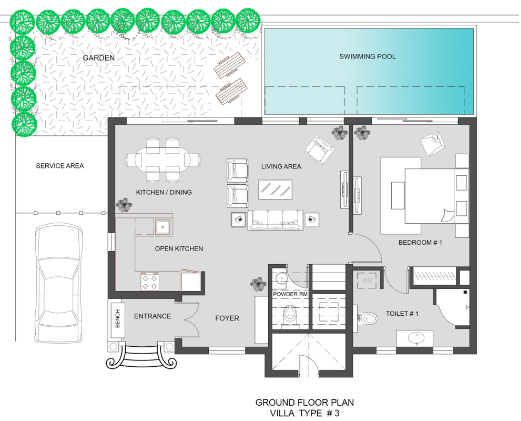 GARDEN
SWIMMING POOL
SERVICE AREA
LIVING AREA
KITCHEN / DINING
OPEN KITCHEN
BEDROOM # 1
POWDER RM
BENCH
ENTRANCE
FOYER
TOILET # 1
GROUND FLOOR PLAN
VILLA TYPE # 3